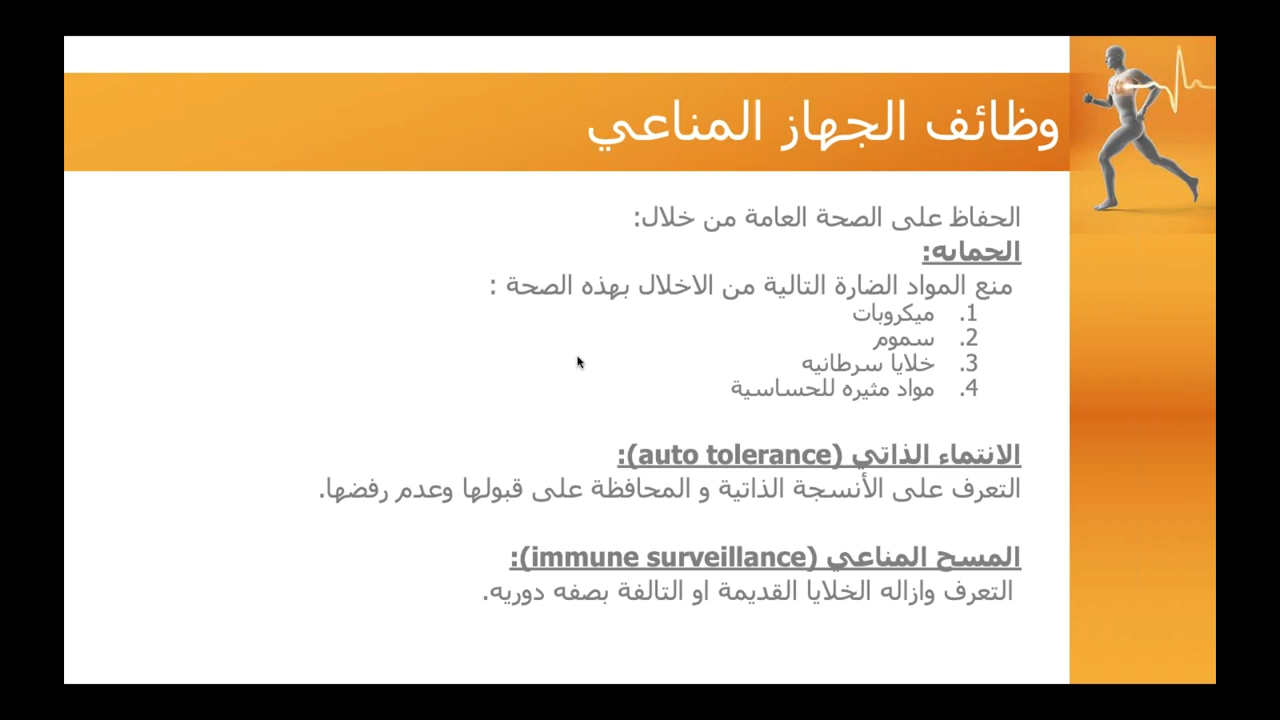 وظائف الجهاز المناعي
الحفاظ على الصحة العامة من خلال:
الحمايه:
منع المواد الضارة التالية من الاخلال بهذه الصحة :
1. ميكروبات
2. سموم
3. خلايا سرطانيه
4. مواد مثيره للحساسية
الانتماء الذاتي (auto tolerance):
التعرف على الأنسجة الذاتية و المحافظة على قبولها وعدم رفضها.
المسح المناعي (immune surveillance):
التعرف وازاله الخلايا القديمة او التالفة بصفه دوريه.